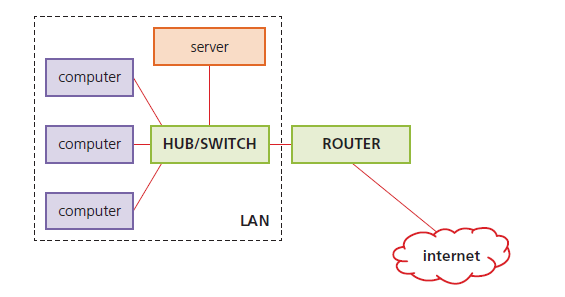 server
computer
computer
HUB/SWITCH
ROUTER
computer
LAN
internet